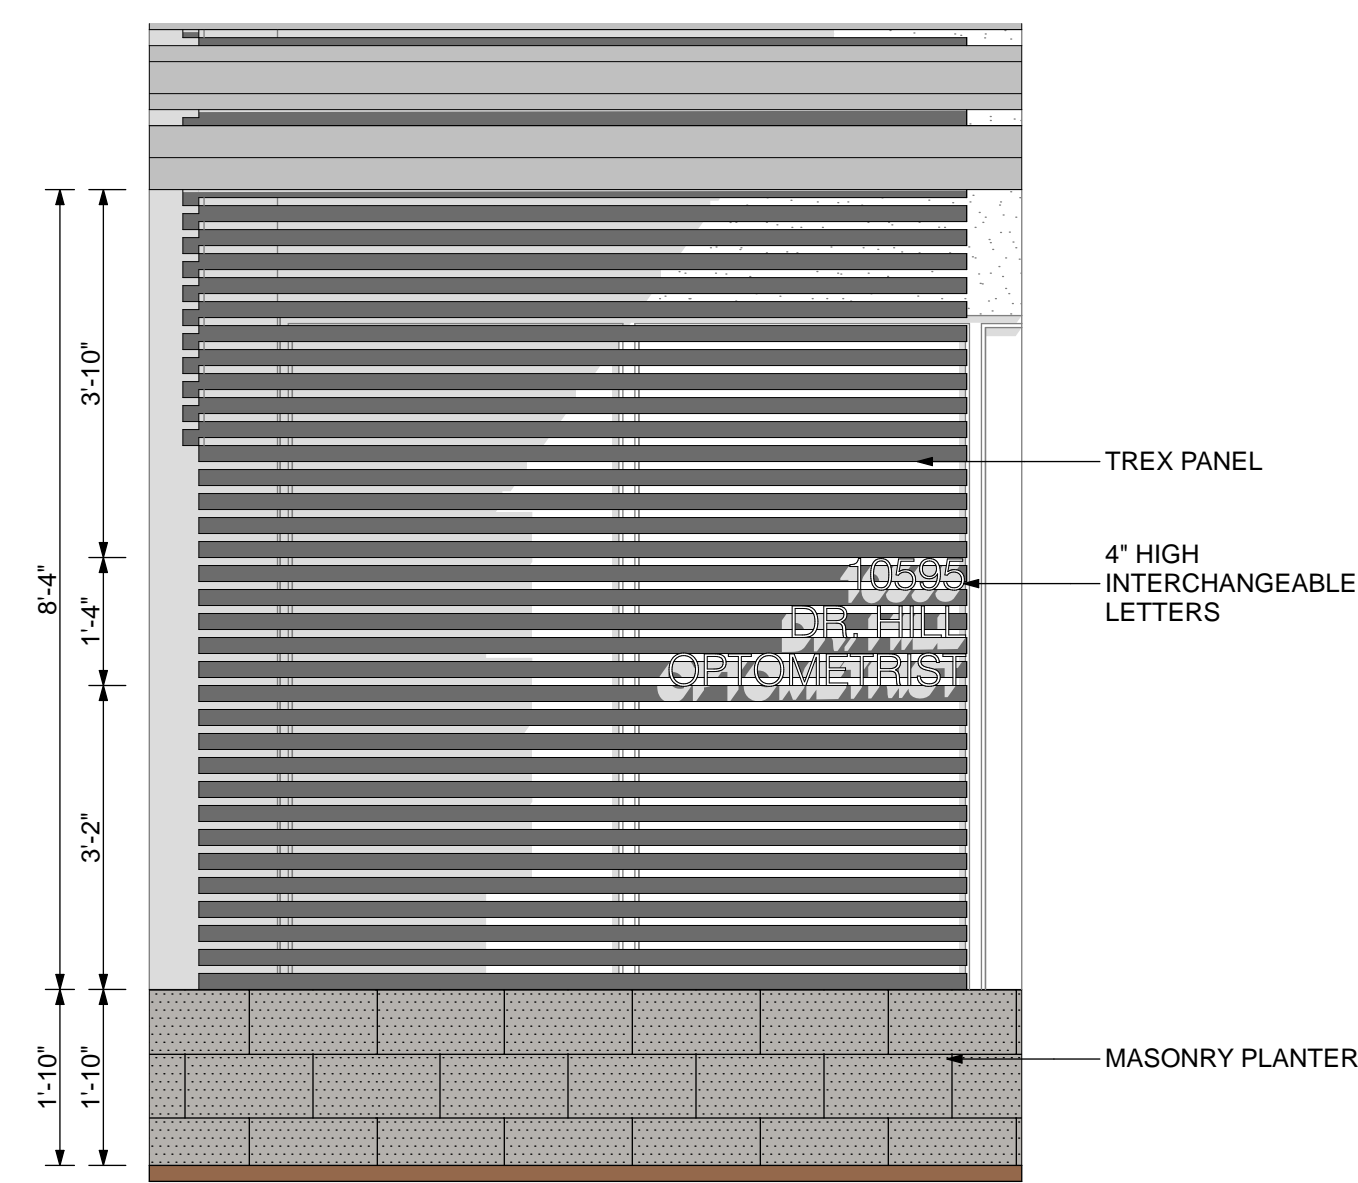 3'-10"
TREX PANEL
8'-4"
1'-4"
10595
DR. HILL
OPTOMETRIST
4" HIGH
INTERCHANGEABLE
LETTERS
3'-2"
1'-10"
1'-10"
MASONRY PLANTER